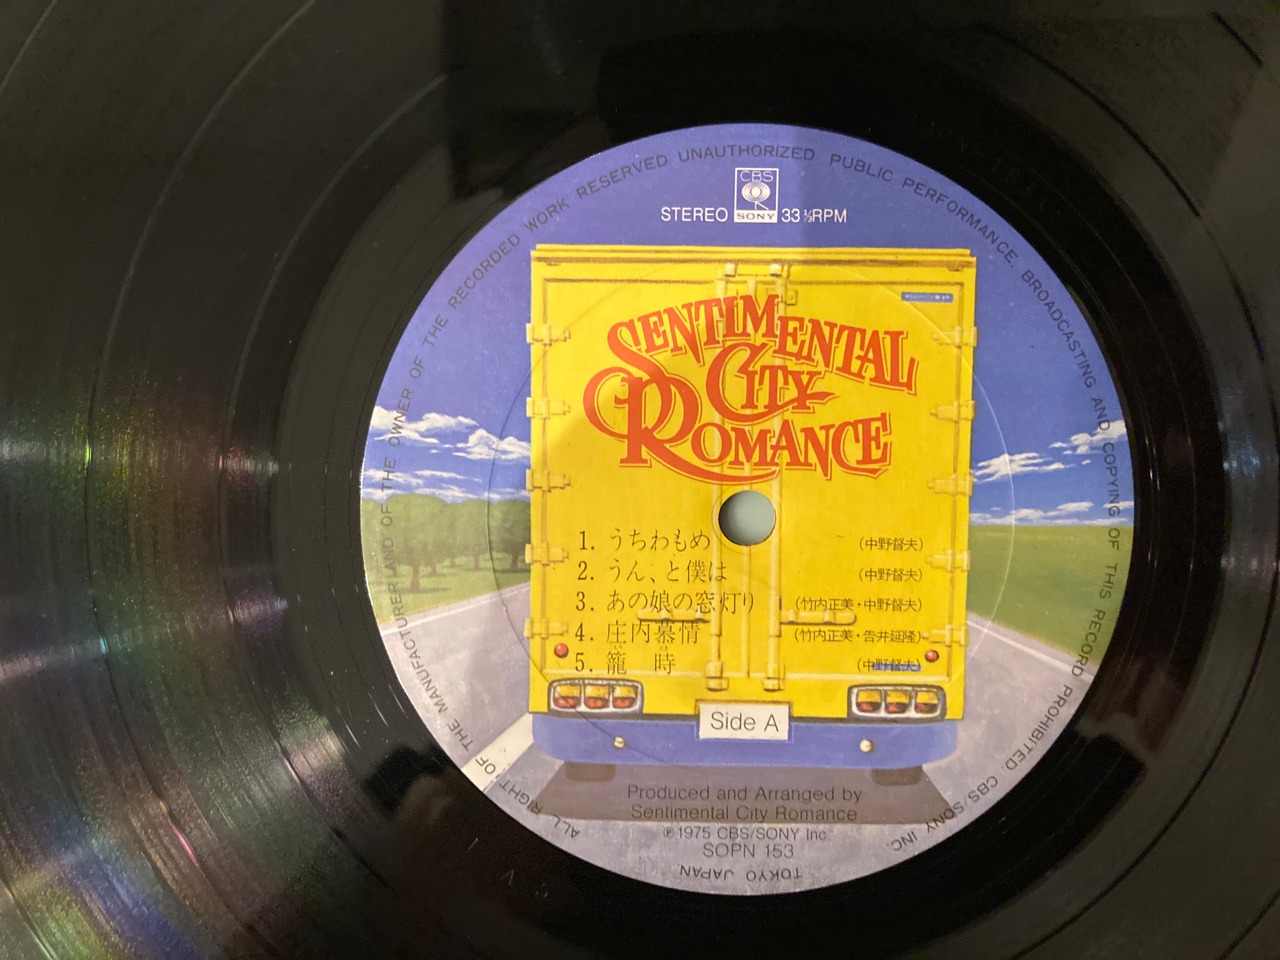 ALL RIGHT OF THE MANUFACTURER AND OF THE OWNER OF THE RECORDED WORK RESERVED UNAUTHORIZED PUBLIC PERFORMANCE, BROADCASTING AND COPYING OF THIS RECORD PROHIBITED. CBS/SONY INC.
TOKYO JAPAN
CBS
SONY
STEREO 33 ⅓RPM
SENTIMENTAL
CITY
ROMANCE
1. うちわもめ (中野督夫)
2. うん、と僕は (中野督夫)
3. あの娘の窓灯り (竹内正美・中野督夫)
4. 庄内慕情 (竹内正美・告井延隆)
5. 籠 時 (中野督夫)
Side A
Produced and Arranged by
Sentimental City Romance
℗1975 CBS/SONY Inc.
SOPN 153